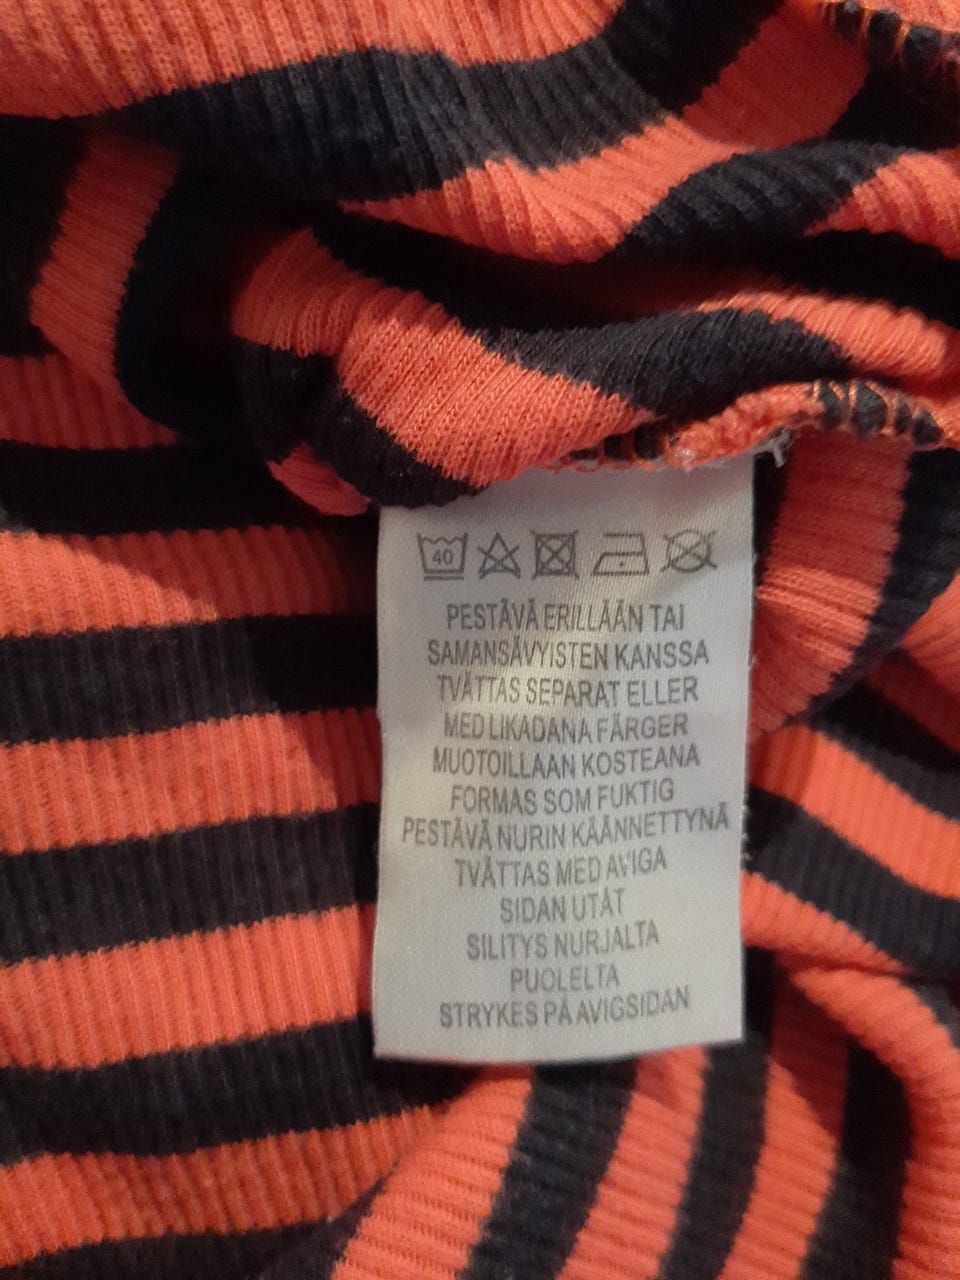 40
PESTÄVÄ ERILLÄÄN TAI
SAMANSÄVYISTEN KANSSA
TVÄTTAS SEPARAT ELLER
MED LIKADANA FÄRGER
MUOTOILLAAN KOSTEANA
FORMAS SOM FUKTIG
PESTÄVÄ NURIN KÄÄNNETTYNÄ
TVÄTTAS MED AVIGA
SIDAN UTÅT
SILITYS NURJALTA
PUOLELTA
STRYKES PÅ AVIGSIDAN